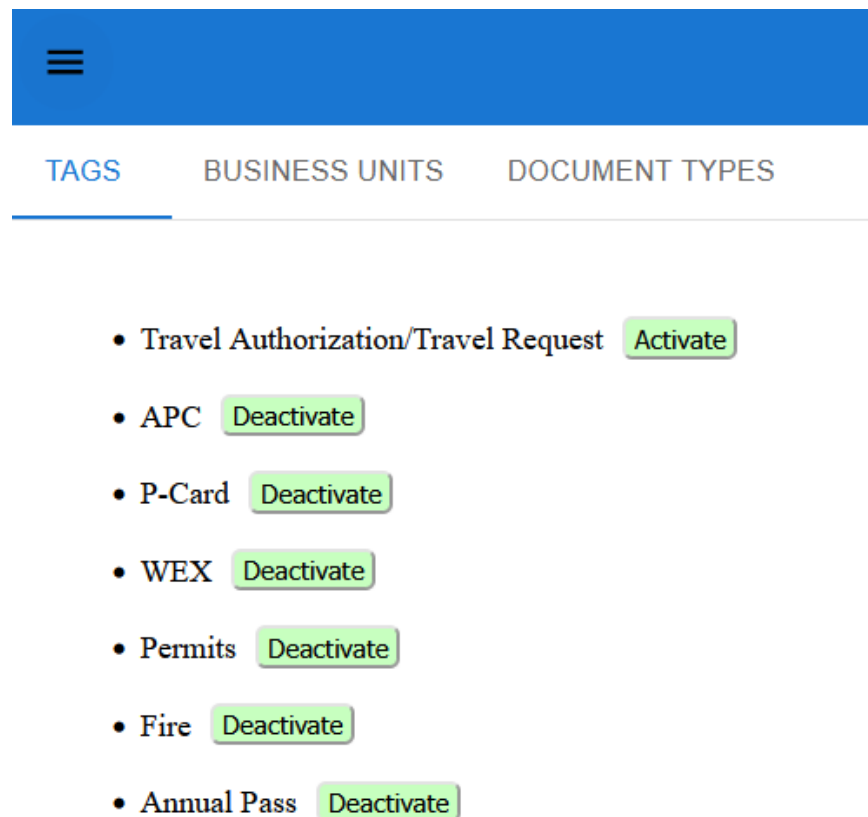 TAGS BUSINESS UNITS DOCUMENT TYPES
Travel Authorization/Travel Request Activate
APC Deactivate
P-Card Deactivate
WEX Deactivate
Permits Deactivate
Fire Deactivate
Annual Pass Deactivate